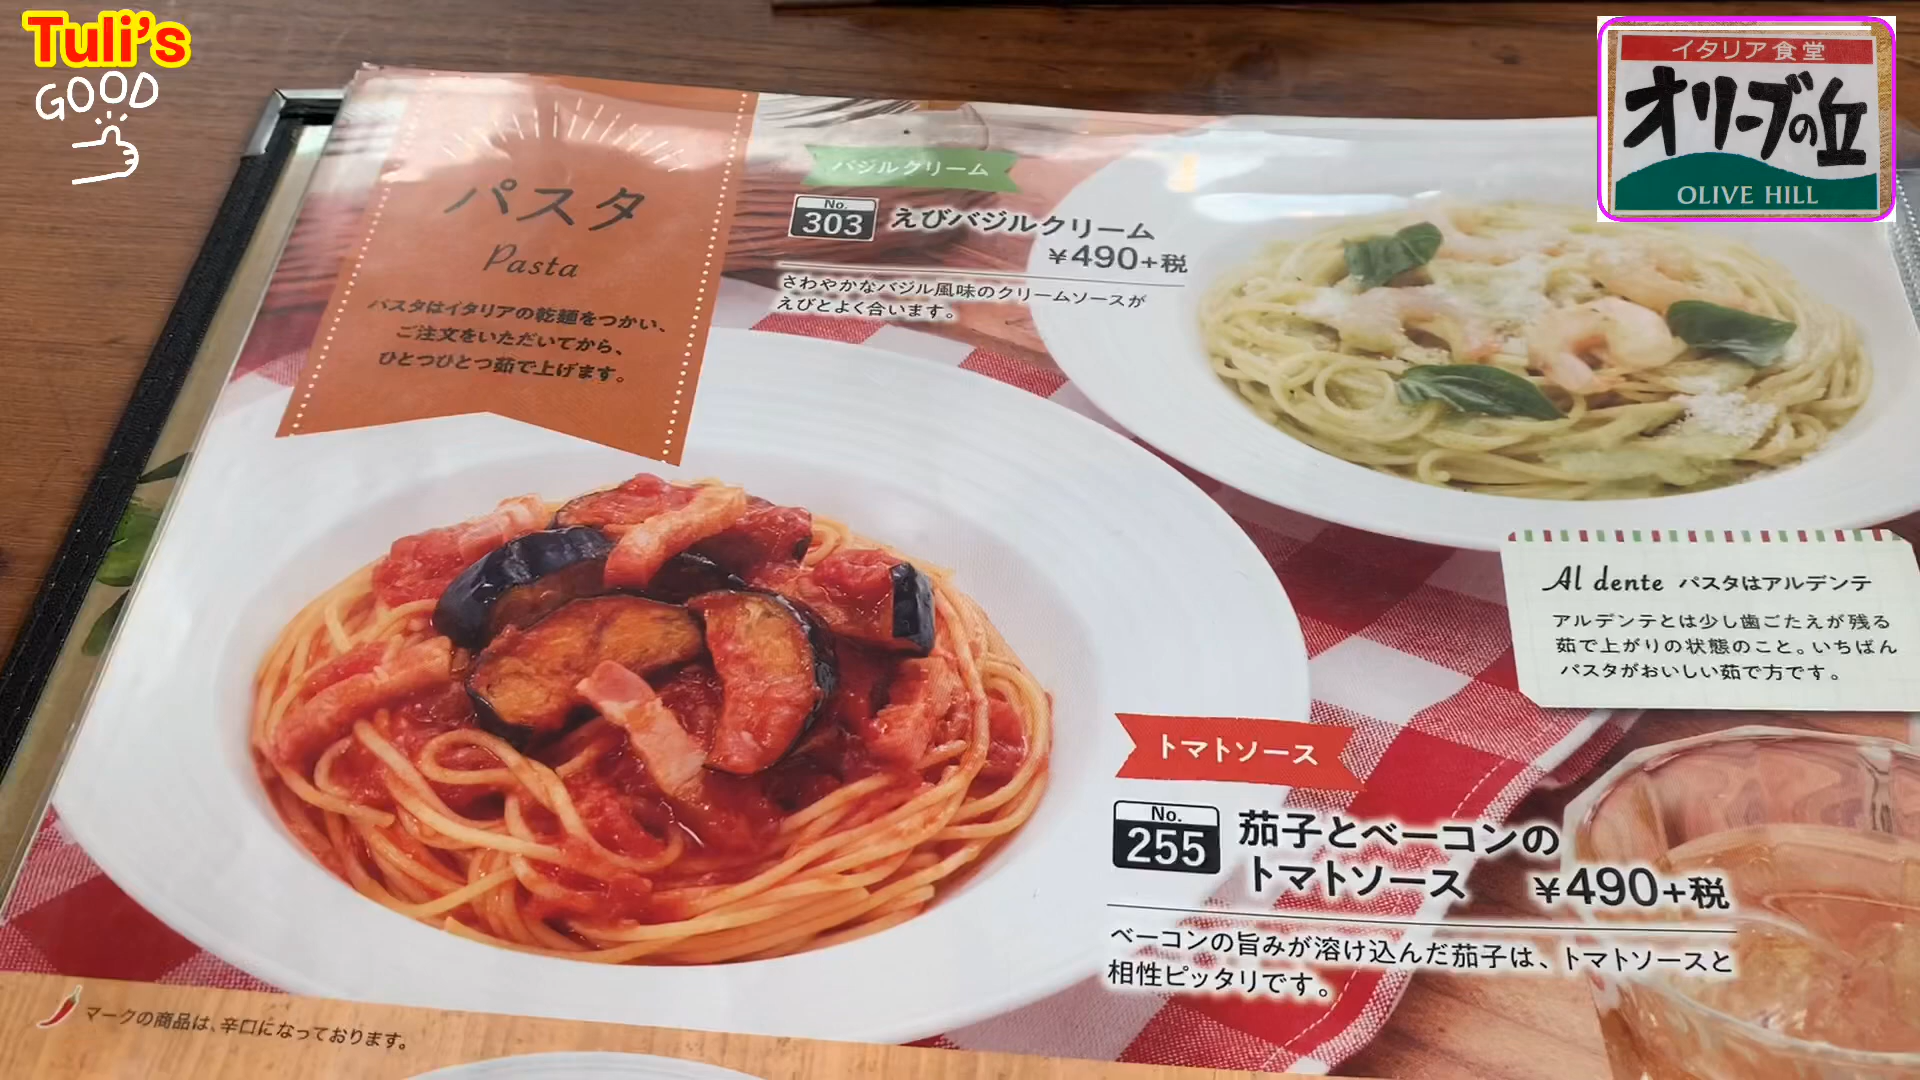 Tuli's
GOOD
イタリア食堂
オリーブの丘
OLIVE HILL
パスタ
Pasta
パスタはイタリアの乾麺をつかい、
ご注文をいただいてから、
ひとつひとつ茹で上げます。
バジルクリーム
No.
303
えびバジルクリーム
¥490+税
さわやかなバジル風味のクリームソースが
えびとよく合います。
Al dente パスタはアルデンテ
アルデンテとは少し歯ごたえが残る
茹で上がりの状態のこと。いちばん
パスタがおいしい茹で方です。
トマトソース
No.
255
茄子とベーコンの
トマトソース ¥490+税
ベーコンの旨みが溶け込んだ茄子は、トマトソースと
相性ピッタリです。
マークの商品は、辛口になっております。